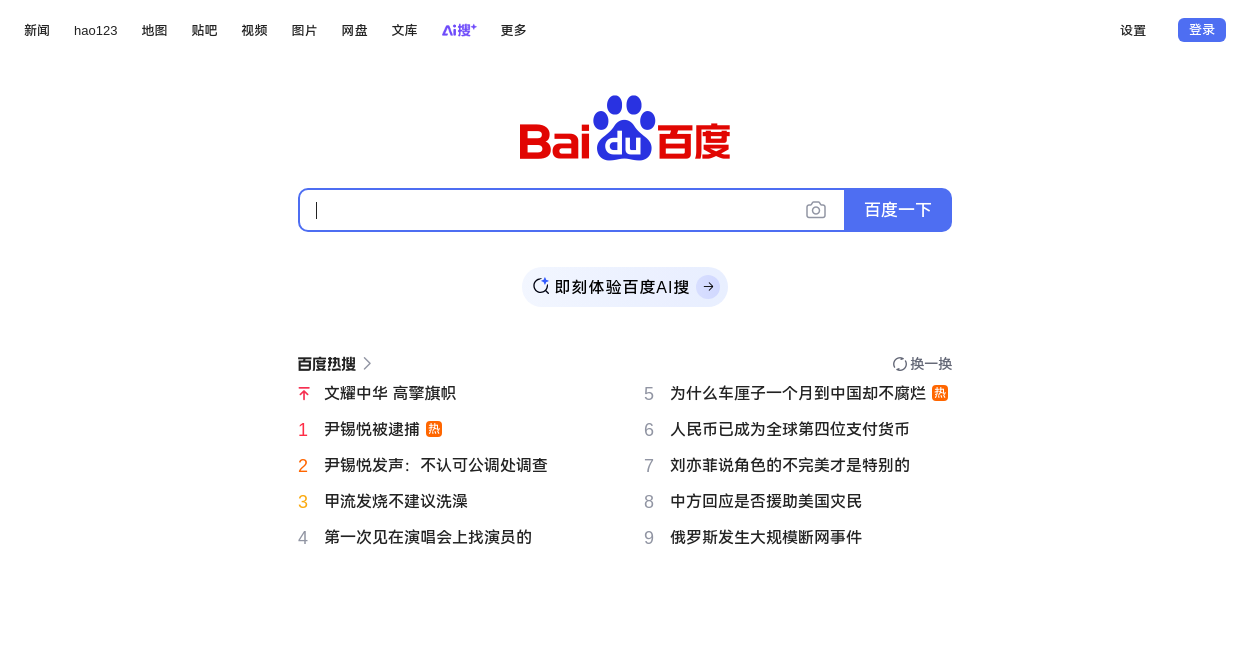 新闻 hao123 地图 贴吧 视频 图片 网盘 文库 Ai搜+ 更多 设置 登录
Bai du 百度
百度一下
即刻体验百度AI搜
百度热搜 换一换
文耀中华 高擎旗帜
1 尹锡悦被逮捕 热
2 尹锡悦发声：不认可公调处调查
3 甲流发烧不建议洗澡
4 第一次见在演唱会上找演员的
5 为什么车厘子一个月到中国却不腐烂 热
6 人民币已成为全球第四位支付货币
7 刘亦菲说角色的不完美才是特别的
8 中方回应是否援助美国灾民
9 俄罗斯发生大规模断网事件